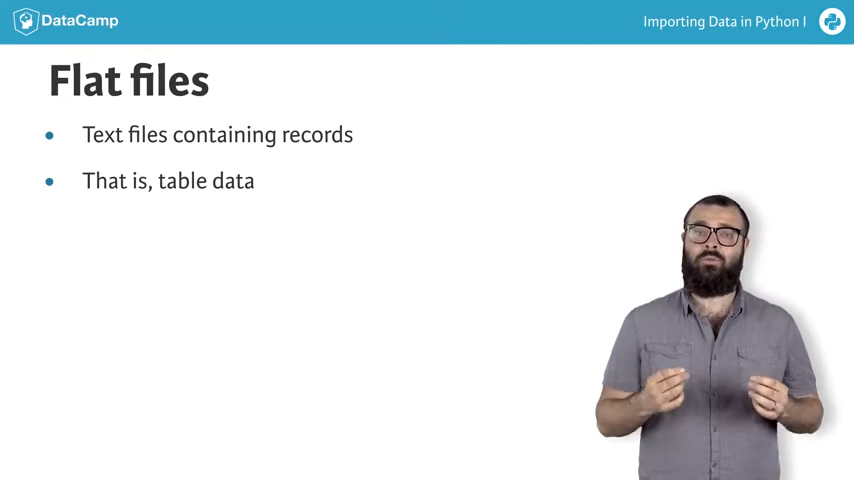 DataCamp
Importing Data in Python I
Flat files
• Text files containing records
• That is, table data